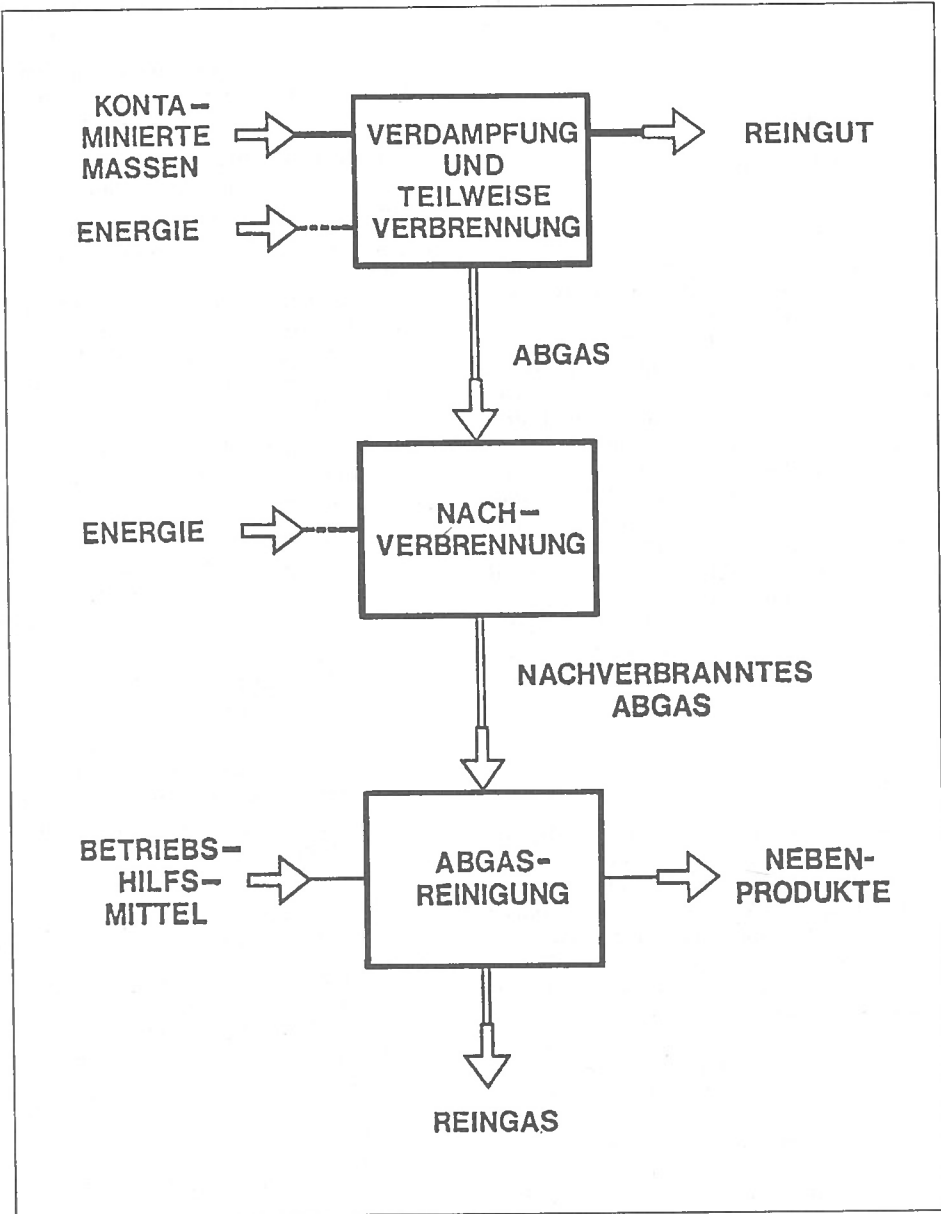 KONTA-
MINIERTE
MASSEN
ENERGIE
VERDAMPFUNG
UND
TEILWEISE
VERBRENNUNG
REINGUT
ABGAS
ENERGIE
NACH-
VERBRENNUNG
NACHVERBRANNTES
ABGAS
BETRIEBS-
HILFS-
MITTEL
ABGAS-
REINIGUNG
NEBEN-
PRODUKTE
REINGAS